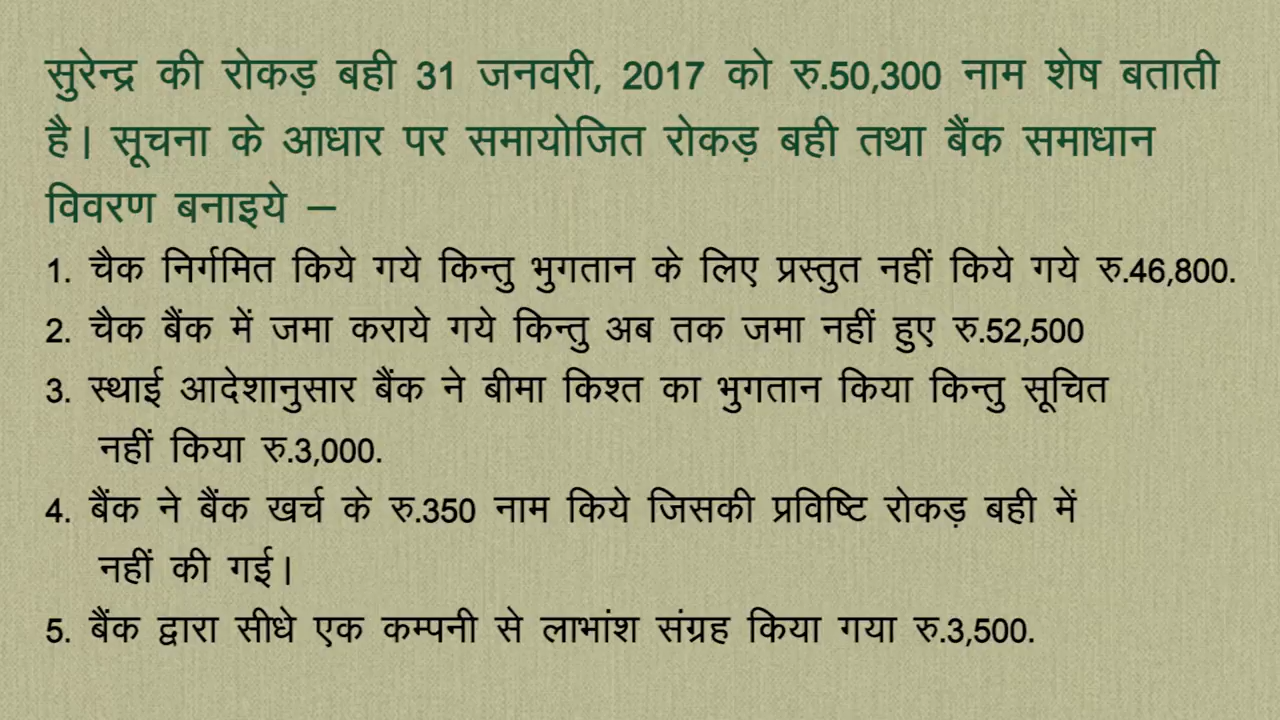 सुरेन्द्र की रोकड़ बही 31 जनवरी, 2017 को रु.50,300 नाम शेष बताती
है। सूचना के आधार पर समायोजित रोकड़ बही तथा बैंक समाधान
विवरण बनाइये –
1. चैक निर्गमित किये गये किन्तु भुगतान के लिए प्रस्तुत नहीं किये गये रु.46,800.
2. चैक बैंक में जमा कराये गये किन्तु अब तक जमा नहीं हुए रु.52,500
3. स्थाई आदेशानुसार बैंक ने बीमा किश्त का भुगतान किया किन्तु सूचित
नहीं किया रु.3,000.
4. बैंक ने बैंक खर्च के रु.350 नाम किये जिसकी प्रविष्टि रोकड़ बही में
नहीं की गई।
5. बैंक द्वारा सीधे एक कम्पनी से लाभांश संग्रह किया गया रु.3,500.